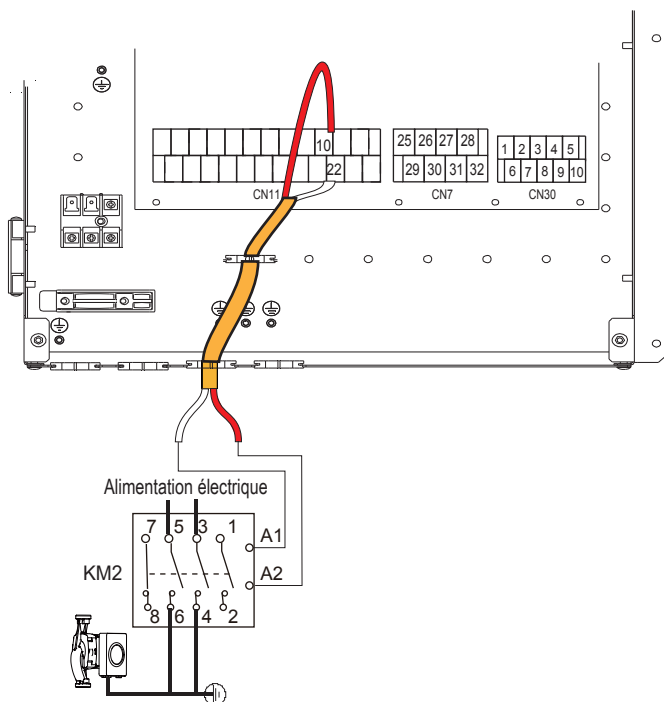 10
25 26 27 28
1 2 3 4 5
22
29 30 31 32
6 7 8 9 10
CN11
CN7
CN30
Alimentation électrique
7 5 3 1
A1
KM2
A2
8 6 4 2